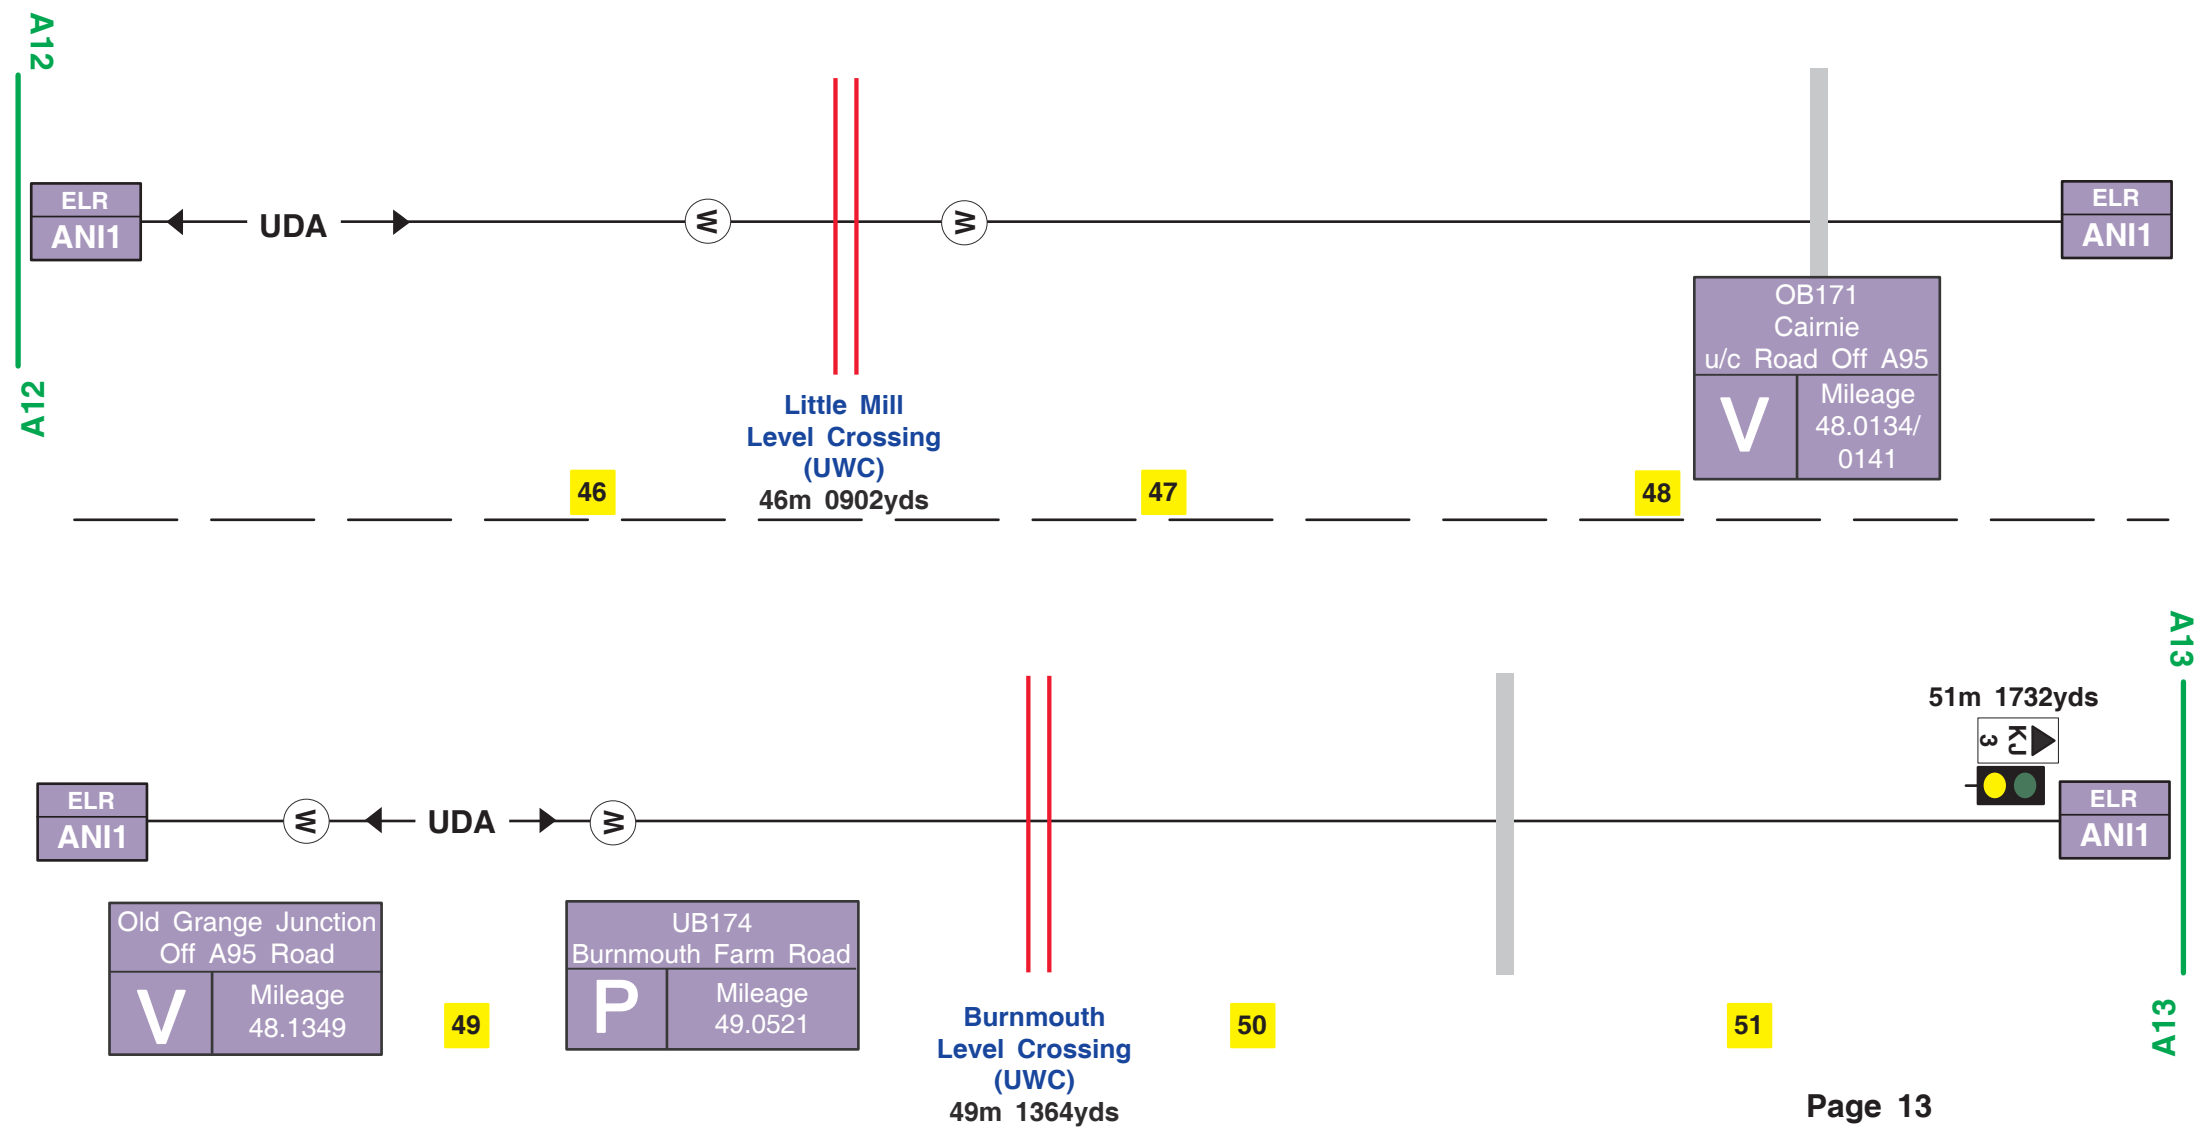 A12
ELR
ANI1
UDA
W
W
ELR
ANI1
OB171
Cairnie
u/c Road Off A95
V
Mileage
48.0134/
0141
A12
Little Mill
Level Crossing
(UWC)
46m 0902yds
46
47
48
A13
51m 1732yds
KJ
3
ELR
ANI1
W
UDA
W
ELR
ANI1
Old Grange Junction
Off A95 Road
V
Mileage
48.1349
49
UB174
Burnmouth Farm Road
P
Mileage
49.0521
Burnmouth
Level Crossing
(UWC)
49m 1364yds
50
51
A13
Page 13